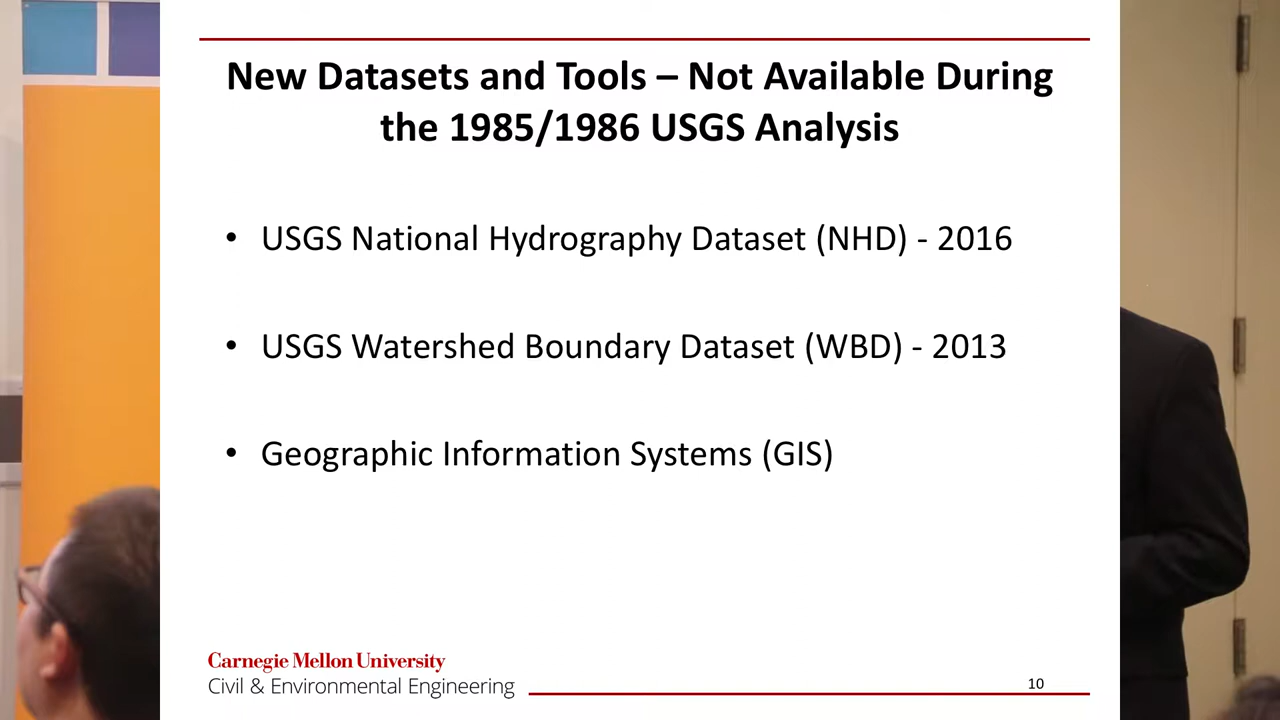 New Datasets and Tools – Not Available During
the 1985/1986 USGS Analysis
• USGS National Hydrography Dataset (NHD) - 2016
• USGS Watershed Boundary Dataset (WBD) - 2013
• Geographic Information Systems (GIS)
Carnegie Mellon University
Civil & Environmental Engineering
10